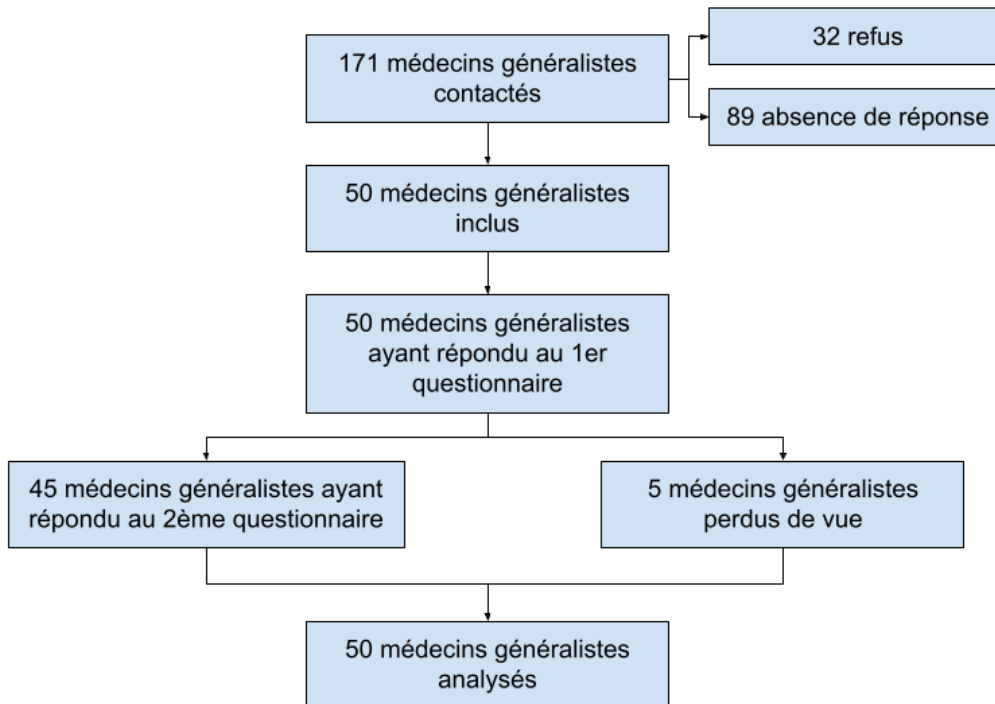 171 médecins généralistes
contactés
32 refus
89 absence de réponse
50 médecins généralistes
inclus
50 médecins généralistes
ayant répondu au 1er
questionnaire
45 médecins généralistes ayant
répondu au 2ème questionnaire
5 médecins généralistes
perdus de vue
50 médecins généralistes
analysés